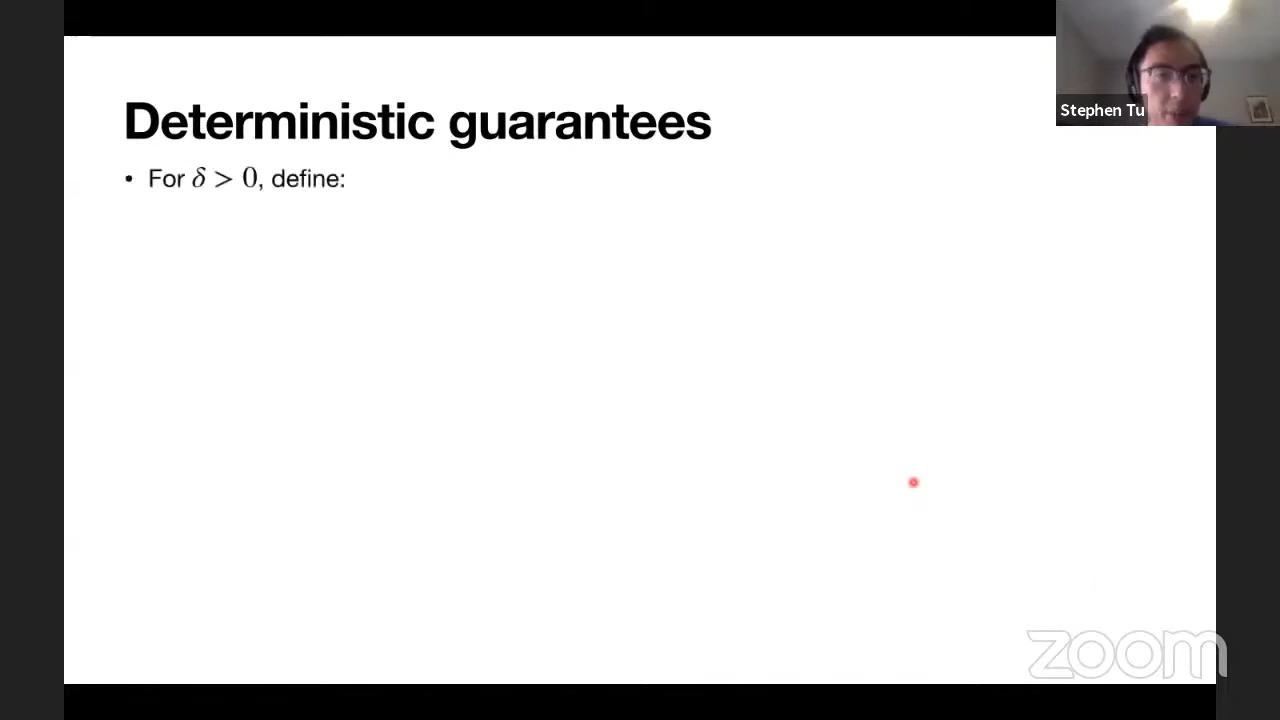 Deterministic guarantees
• For δ > 0, define:
Stephen Tu
zoom